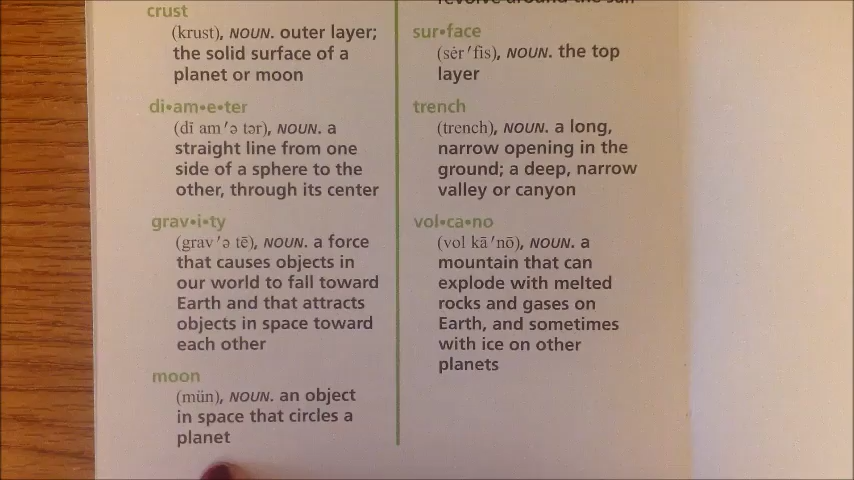 crust
(krust), NOUN. outer layer;
the solid surface of a
planet or moon
di•am•e•ter
(dī am′ə tər), NOUN. a
straight line from one
side of a sphere to the
other, through its center
grav•i•ty
(grav′ə tē), NOUN. a force
that causes objects in
our world to fall toward
Earth and that attracts
objects in space toward
each other
moon
(mün), NOUN. an object
in space that circles a
planet
revolve around the sun
sur•face
(sėr′fis), NOUN. the top
layer
trench
(trench), NOUN. a long,
narrow opening in the
ground; a deep, narrow
valley or canyon
vol•ca•no
(vol kā′nō), NOUN. a
mountain that can
explode with melted
rocks and gases on
Earth, and sometimes
with ice on other
planets